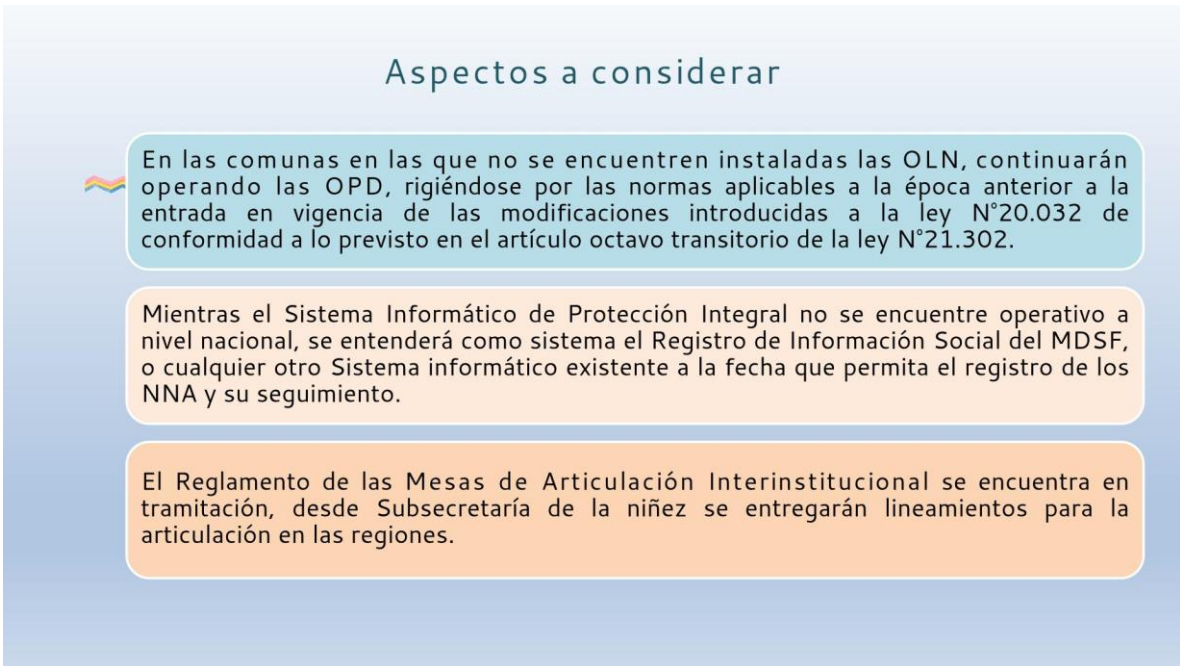 Aspectos a considerar
En las comunas en las que no se encuentren instaladas las OLN, continuarán
operando las OPD, rigiéndose por las normas aplicables a la época anterior a la
entrada en vigencia de las modificaciones introducidas a la ley N°20.032 de
conformidad a lo previsto en el artículo octavo transitorio de la ley N°21.302.
Mientras el Sistema Informático de Protección Integral no se encuentre operativo a
nivel nacional, se entenderá como sistema el Registro de Información Social del MDSF,
o cualquier otro Sistema informático existente a la fecha que permita el registro de los
NNA y su seguimiento.
El Reglamento de las Mesas de Articulación Interinstitucional se encuentra en
tramitación, desde Subsecretaría de la niñez se entregarán lineamientos para la
articulación en las regiones.